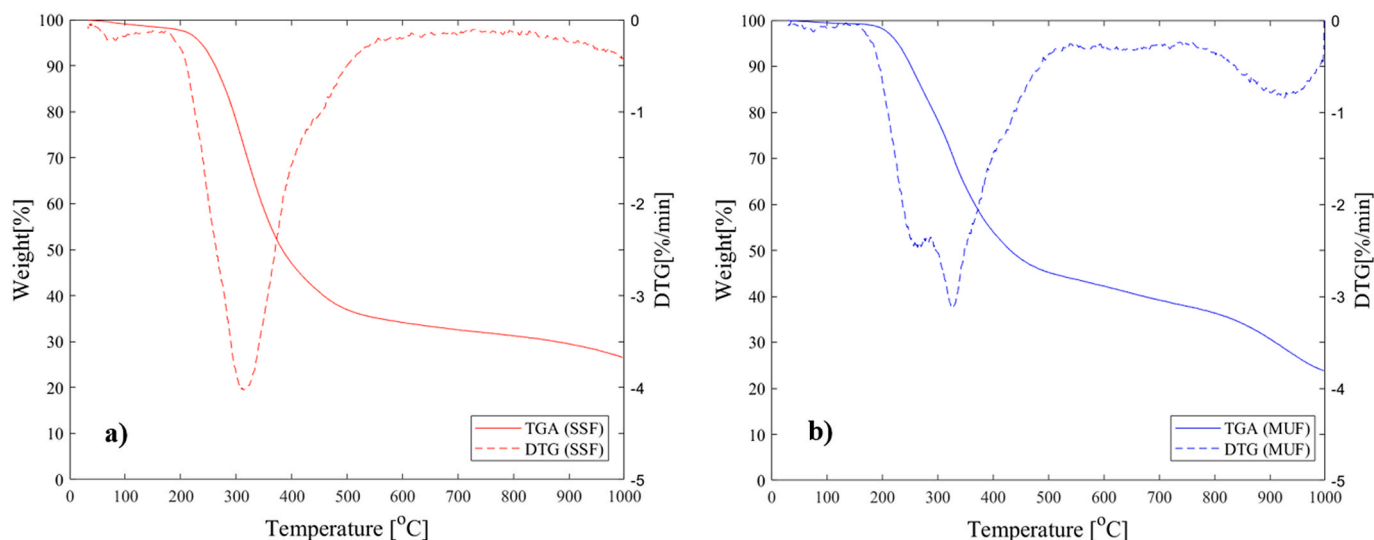 100
90
80
70
60
50
40
30
20
10
0
Weight[%]
0
-1
-2
-3
-4
-5
DTG[%/min]
a)
TGA (SSF)
DTG (SSF)
0 100 200 300 400 500 600 700 800 900 1000
Temperature [°C]
100
90
80
70
60
50
40
30
20
10
0
Weight[%]
0
-1
-2
-3
-4
-5
DTG[%/min]
b)
TGA (MUF)
DTG (MUF)
0 100 200 300 400 500 600 700 800 900 1000
Temperature [°C]